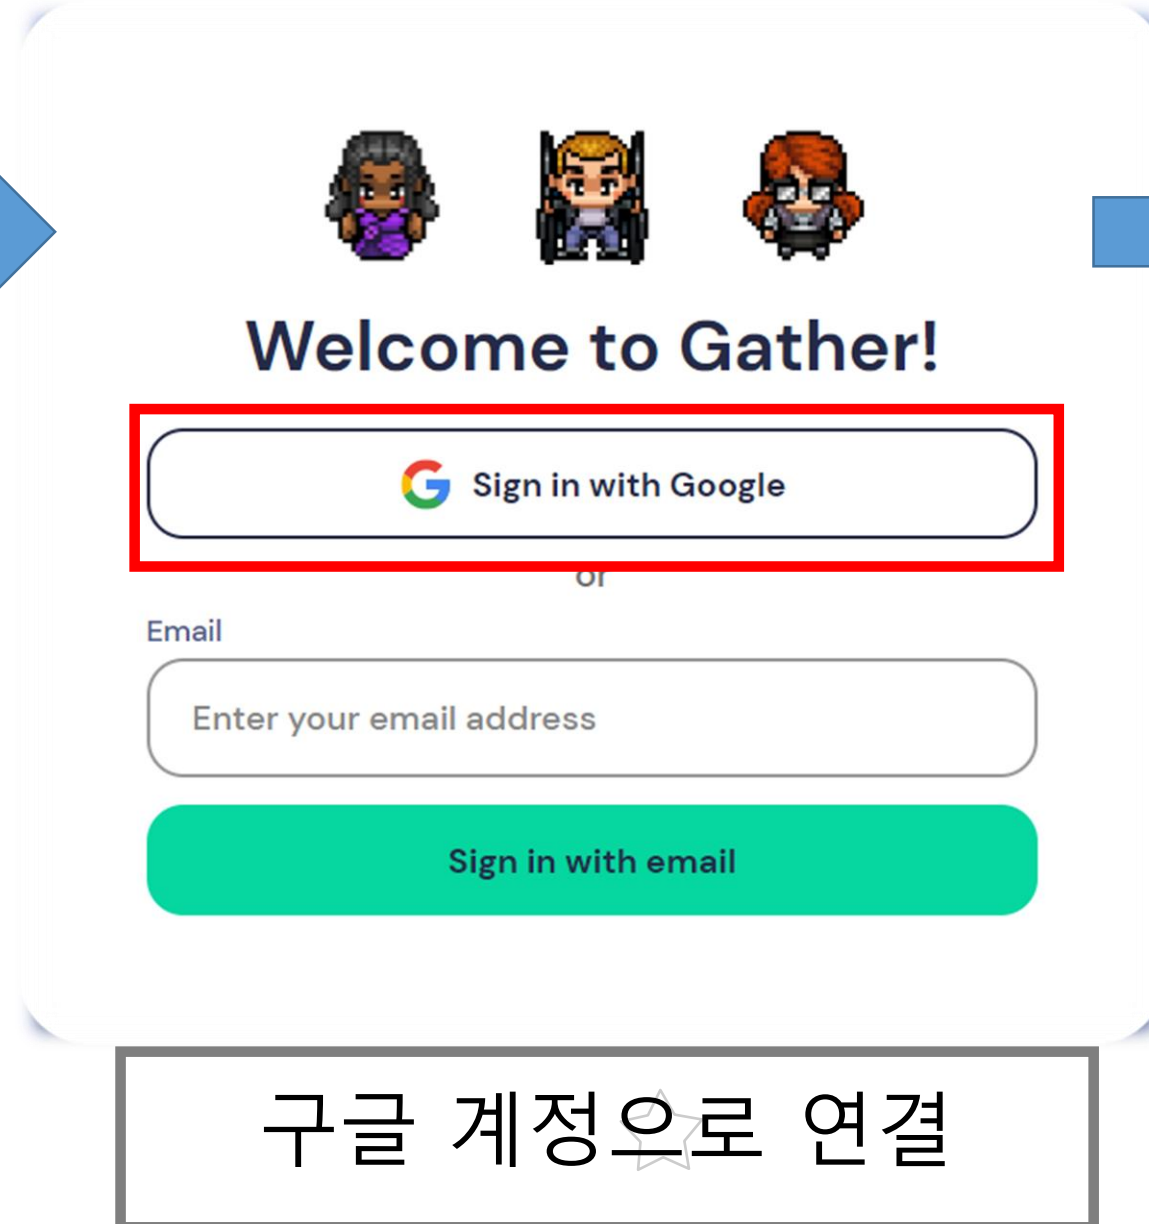 Welcome to Gather!
Sign in with Google
or
Email
Enter your email address
Sign in with email
구글 계정으로 연결